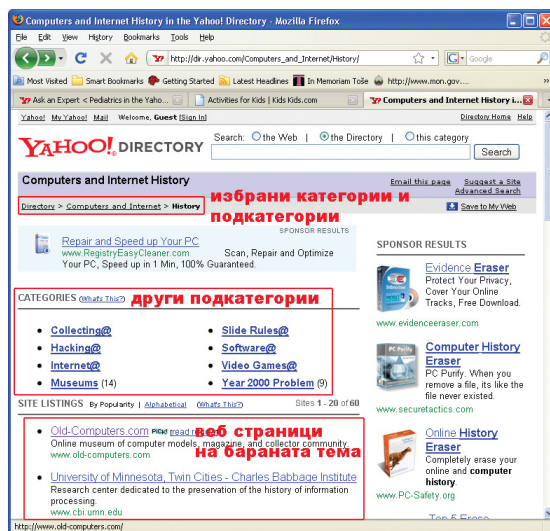 Computers and Internet History in the Yahoo! Directory - Mozilla Firefox
File Edit View History Bookmarks Tools Help
http://dir.yahoo.com/Computers_and_Internet/History/ Google
Most Visited Smart Bookmarks Getting Started Latest Headlines In Memoriam Toše http://www.mon.gov....
Ask an Expert < Pediatrics in the Yaho... Activities for Kids | Kids Kids.com Computers and Internet History i...
Yahoo! My Yahoo! Mail Welcome, Guest [Sign In] Directory Home Help
YAHOO! DIRECTORY
Search: the Web | the Directory | this category
Search
Computers and Internet History
Email this page Suggest a Site
Advanced Search
Directory > Computers and Internet > History
Save to My Web
избрани категории и
подкатегории
SPONSOR RESULTS
Repair and Speed up Your PC
www.RegistryEasyCleaner.com Scan, Repair and Optimize
Your PC, Speed up in 1 Min, 100% Guaranteed.
CATEGORIES (What's This?)
други подкатегории
Collecting@
Hacking@
Internet@
Museums (14)
Slide Rules@
Software@
Video Games@
Year 2000 Problem (9)
SITE LISTINGS By Popularity | Alphabetical (What's This?) Sites 1 - 20 of 60
веб страници
на бараната тема
Old-Computers.com [read
Online museum of computer models, magazine, and collector community.
www.old-computers.com
University of Minnesota, Twin Cities - Charles Babbage Institute
Research center dedicated to the preservation of the history of information
processing.
www.cbi.umn.edu
SPONSOR RESULTS
Evidence Eraser
Protect Your Privacy,
Cover Your Online
Tracks, Free Download.
www.evidenceeraser.com
Computer History
Eraser
PC Purify. When you
remove a file, its like the
file never existed.
www.securetactics.com
Online History
Eraser
Completely erase your
online and computer
history.
www.PC-Safety.org
http://www.old-computers.com/